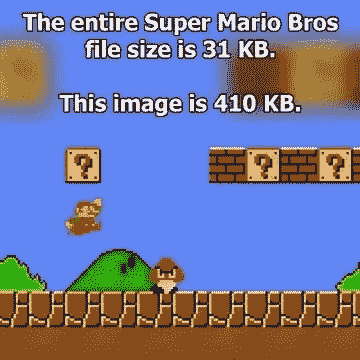 The entire Super Mario Bros
file size is 31 KB.
This image is 410 KB.
? ? ?